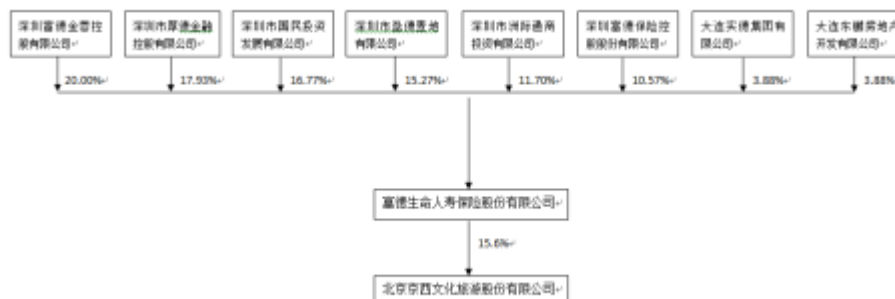 深圳富德金蓉控
股有限公司
深圳市厚德金融
控股有限公司
深圳市国民投资
发展有限公司
深圳市盈德置地
有限公司
深圳市洲际通商
投资有限公司
深圳富德保险控
股股份有限公司
大连实德集团有
限公司
大连东鹏房地产
开发有限公司
20.00%
17.93%
16.77%
15.27%
11.70%
10.57%
3.88%
3.88%
富德生命人寿保险股份有限公司
15.6%
北京京西文化旅游股份有限公司